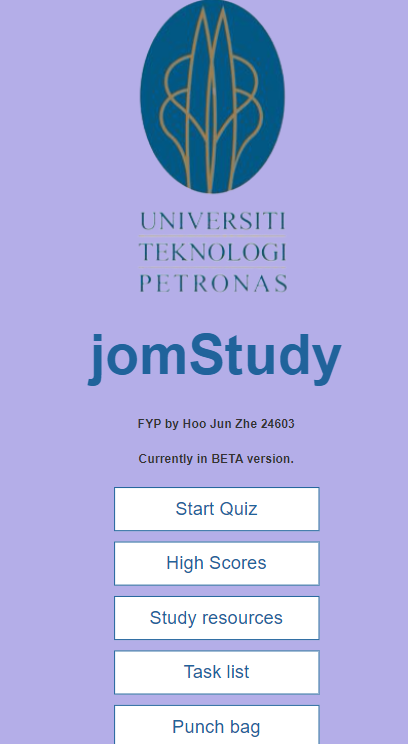 UNIVERSITI
TEKNOLOGI
PETRONAS
jomStudy
FYP by Hoo Jun Zhe 24603
Currently in BETA version.
Start Quiz
High Scores
Study resources
Task list
Punch bag